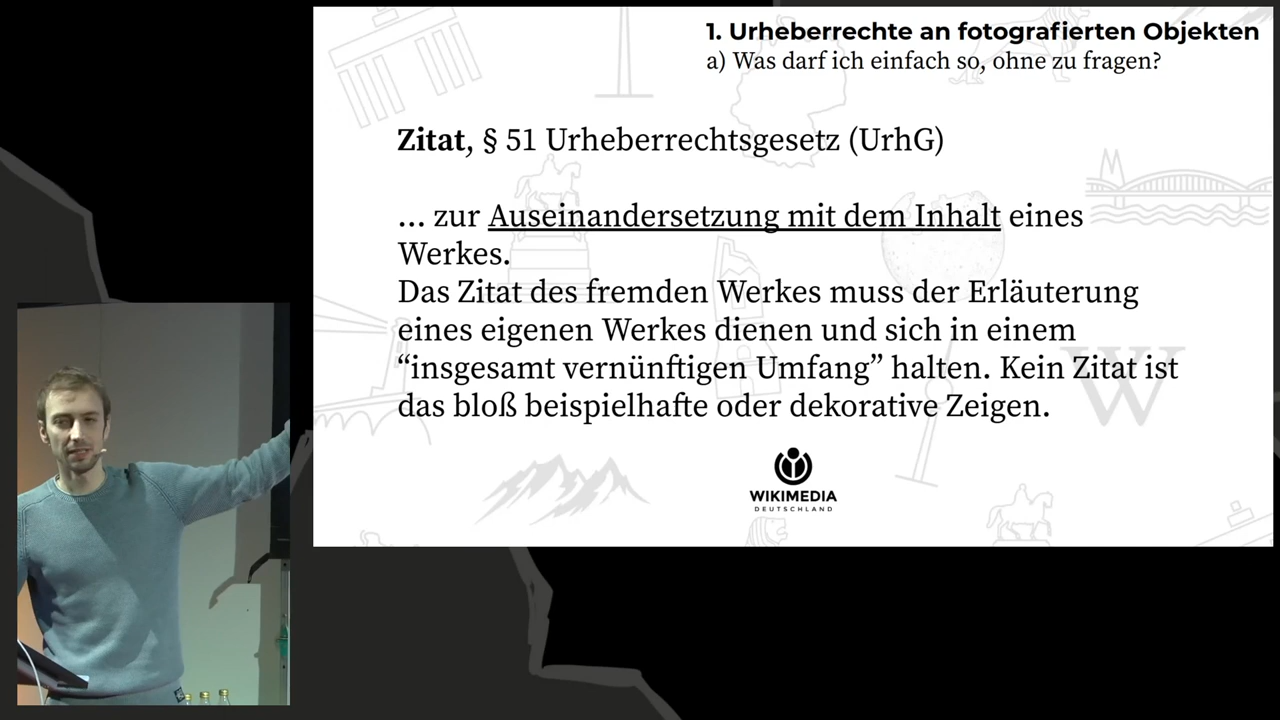 1. Urheberrechte an fotografierten Objekten
a) Was darf ich einfach so, ohne zu fragen?
Zitat, § 51 Urheberrechtsgesetz (UrhG)
… zur Auseinandersetzung mit dem Inhalt eines
Werkes.
Das Zitat des fremden Werkes muss der Erläuterung
eines eigenen Werkes dienen und sich in einem
“insgesamt vernünftigen Umfang” halten. Kein Zitat ist
das bloß beispielhafte oder dekorative Zeigen.
W
WIKIMEDIA
DEUTSCHLAND